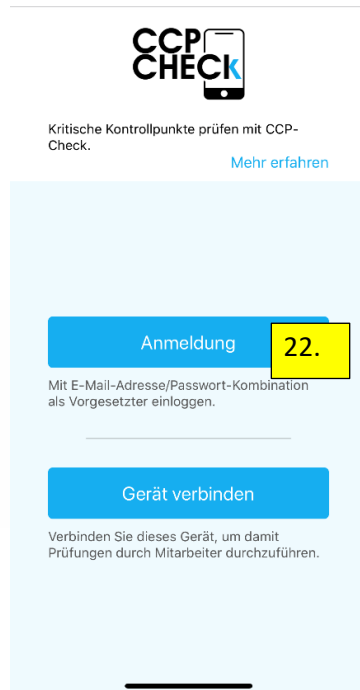 CCP
CHECK
Kritische Kontrollpunkte prüfen mit CCP-
Check.
Mehr erfahren
Anmeldung
22.
Mit E-Mail-Adresse/Passwort-Kombination
als Vorgesetzter einloggen.
Gerät verbinden
Verbinden Sie dieses Gerät, um damit
Prüfungen durch Mitarbeiter durchzuführen.